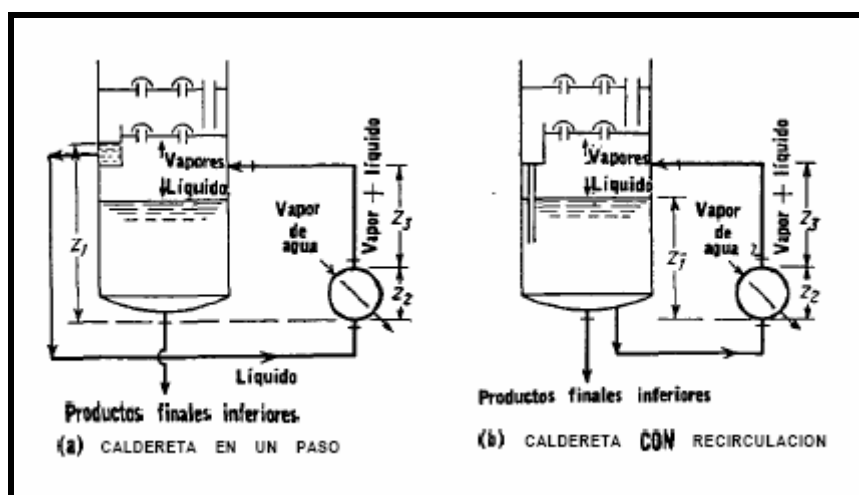 Vapores
Líquido
Vapor + líquido
Vapor
de
agua
Z1
Z3
Z2
Líquido
Productos finales inferiores.
(a) CALDERETA EN UN PASO
Vapores
Líquido
Vapor + líquido
Vapor
de
agua
Z1
Z3
Z2
Productos finales inferiores
(b) CALDERETA CON RECIRCULACION